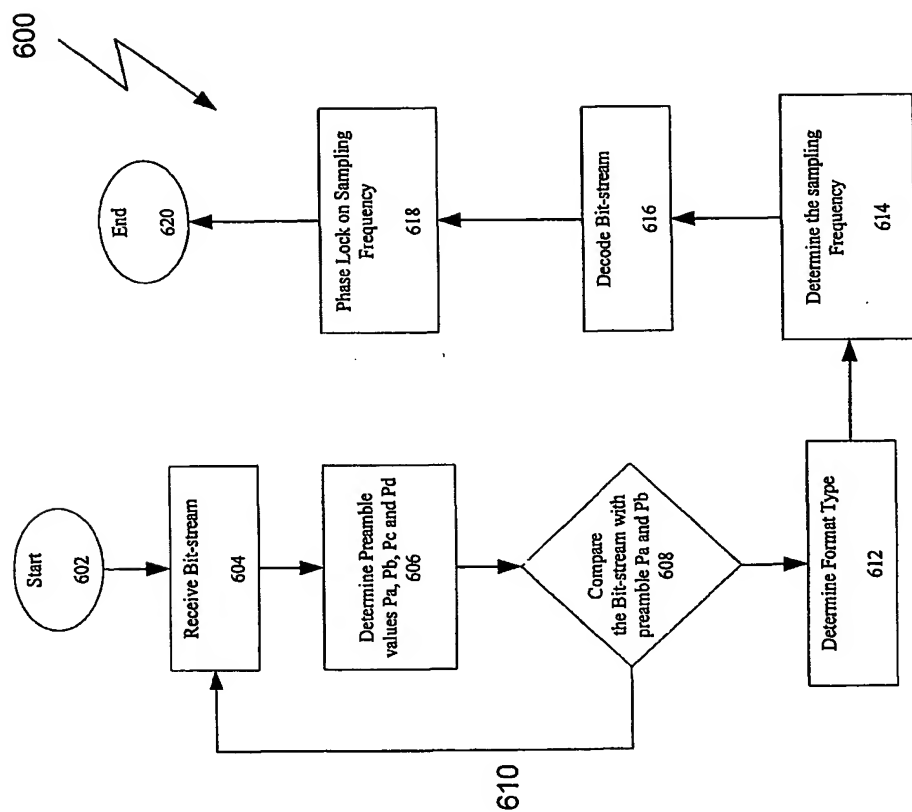 600
Start
602
Receive Bit-stream
604
Determine Preamble
values Pa, Pb, Pc and Pd
606
Compare
the Bit-stream with
preamble Pa and Pb
608
610
Determine Format Type
612
Determine the sampling
Frequency
614
Decode Bit-stream
616
Phase Lock on Sampling
Frequency
618
End
620